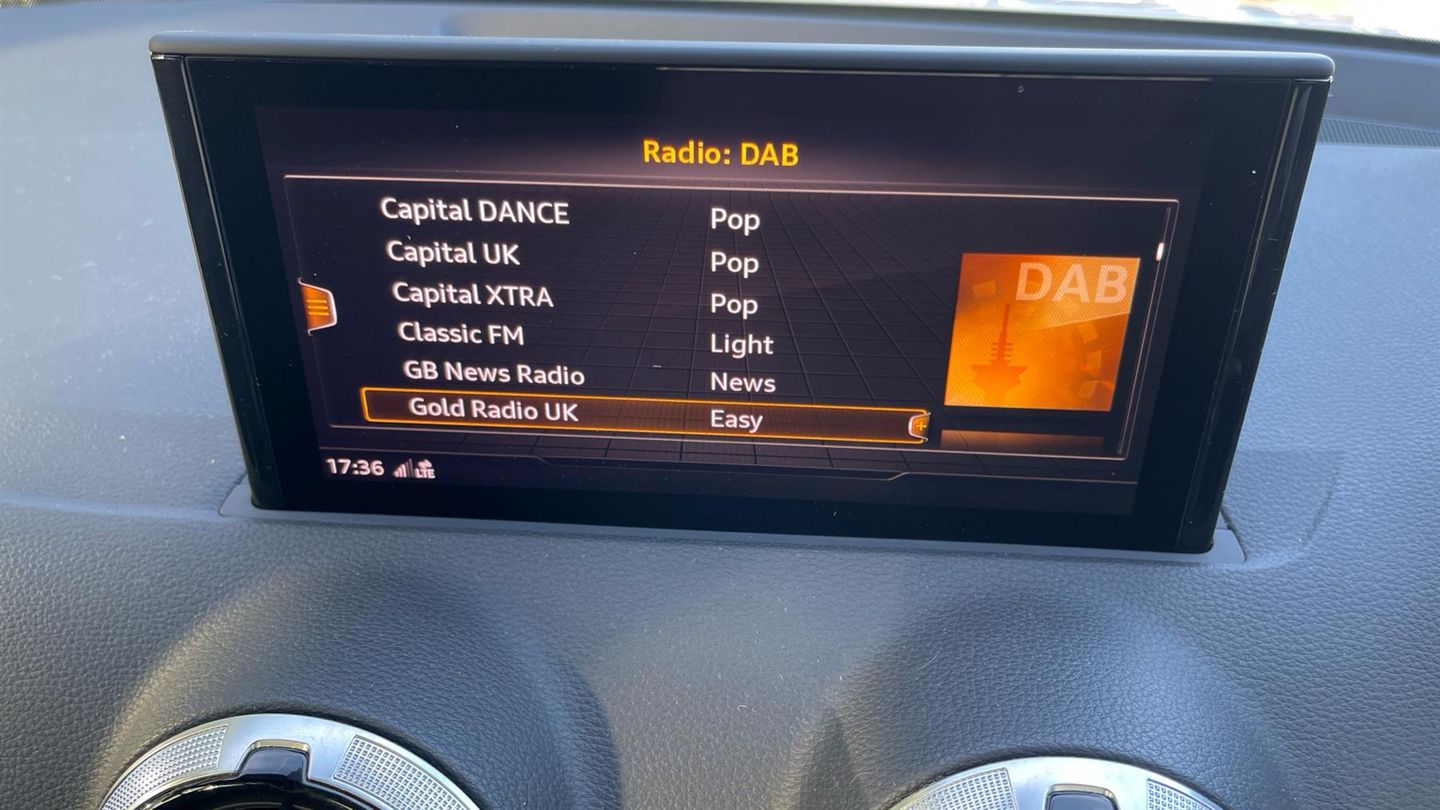 Radio: DAB
Capital DANCE Pop
Capital UK Pop
Capital XTRA Pop
Classic FM Light
GB News Radio News
Gold Radio UK Easy
DAB
17:36 LTE